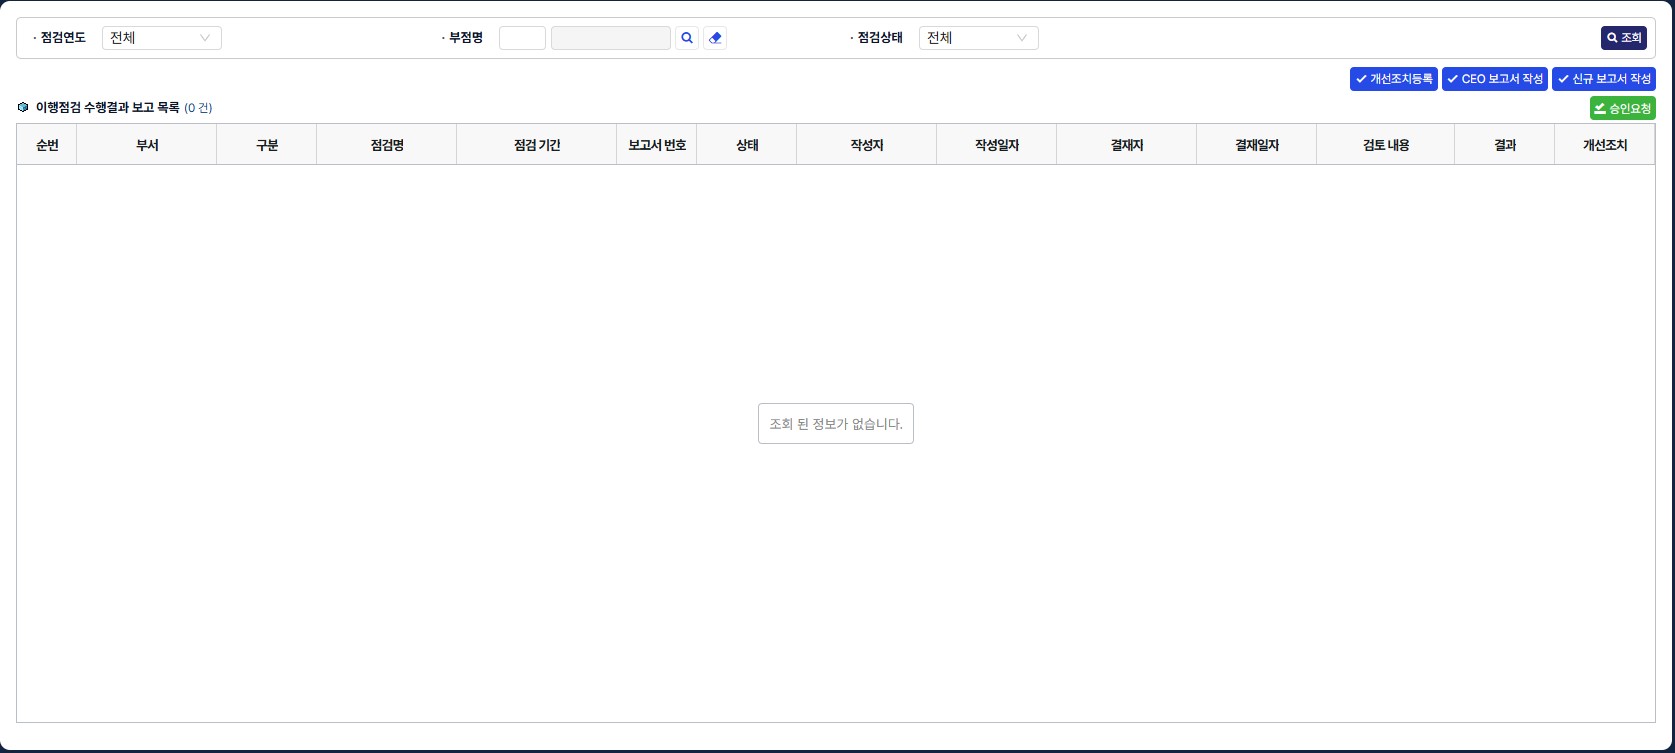 · 점검연도 전체 · 부점명 · 점검상태 전체 조회
개선조치등록 CEO 보고서 작성 신규 보고서 작성
이행점검 수행결과 보고 목록 (0 건) 승인요청
순번 부서 구분 점검명 점검 기간 보고서 번호 상태 작성자 작성일자 결재자 결재일자 검토 내용 결과 개선조치
조회 된 정보가 없습니다.